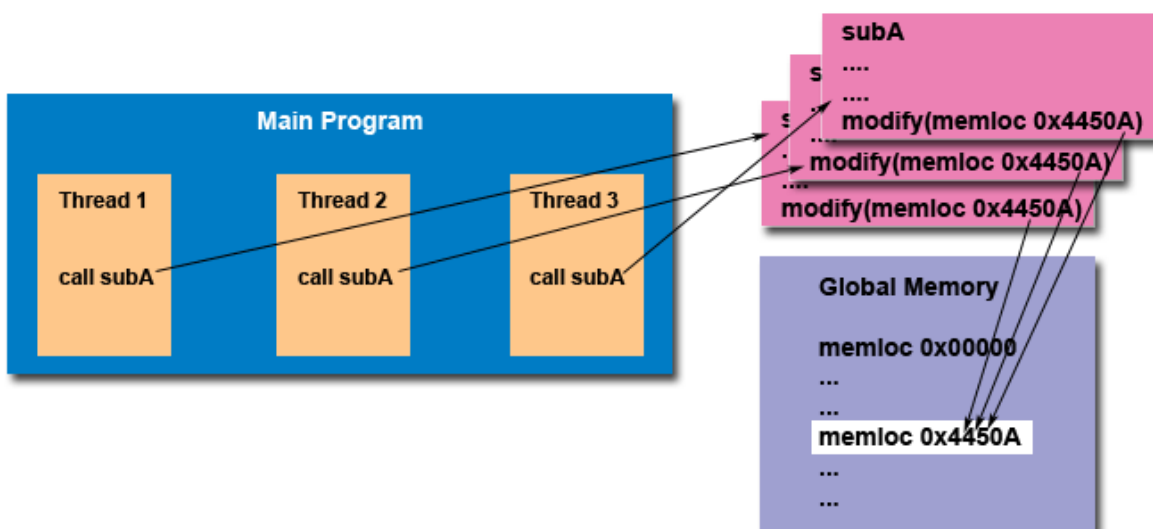 Main Program
Thread 1
call subA
Thread 2
call subA
Thread 3
call subA
subA
....
....
modify(memloc 0x4450A)
s
....
modify(memloc 0x4450A)
s
....
modify(memloc 0x4450A)
Global Memory
memloc 0x00000
...
...
memloc 0x4450A
...
...